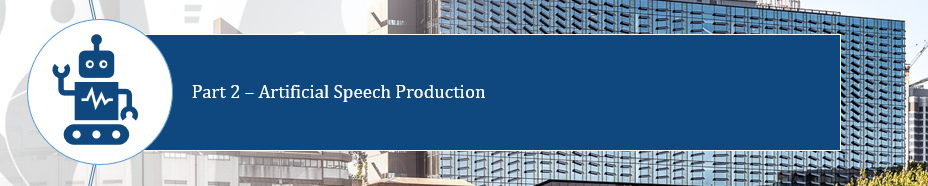 Part 2 – Artificial Speech Production